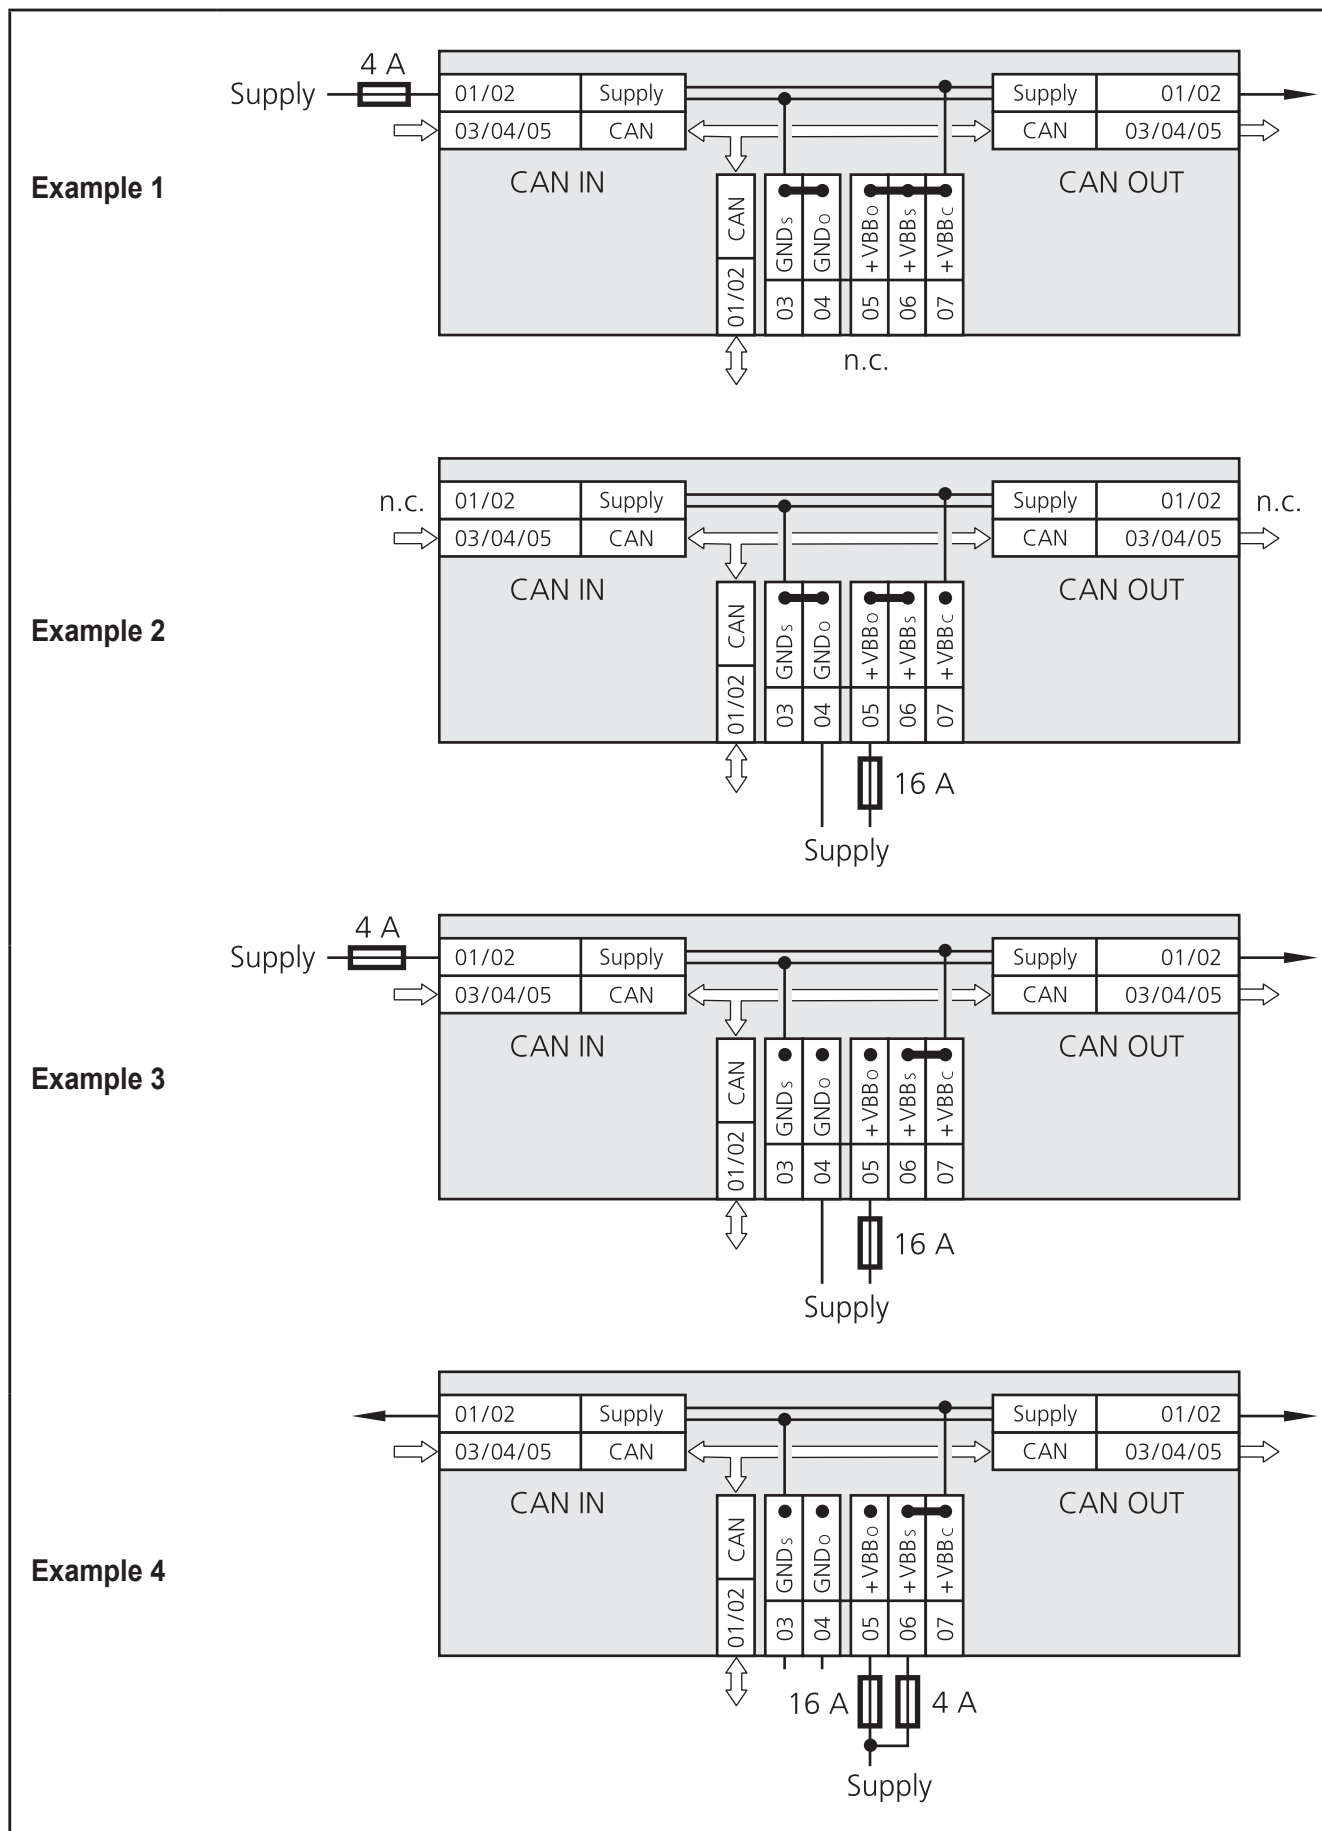 4 A
Supply 01/02 Supply Supply 01/02
03/04/05 CAN CAN 03/04/05
CAN IN CAN OUT
Example 1
01/02 CAN
03 GNDS
04 GNDO
05 +VBBO
06 +VBBS
07 +VBBC
n.c.
n.c. 01/02 Supply Supply 01/02 n.c.
03/04/05 CAN CAN 03/04/05
CAN IN CAN OUT
Example 2
01/02 CAN
03 GNDS
04 GNDO
05 +VBBO
06 +VBBS
07 +VBBC
16 A
Supply
4 A
Supply 01/02 Supply Supply 01/02
03/04/05 CAN CAN 03/04/05
CAN IN CAN OUT
Example 3
01/02 CAN
03 GNDS
04 GNDO
05 +VBBO
06 +VBBS
07 +VBBC
16 A
Supply
01/02 Supply Supply 01/02
03/04/05 CAN CAN 03/04/05
CAN IN CAN OUT
Example 4
01/02 CAN
03 GNDS
04 GNDO
05 +VBBO
06 +VBBS
07 +VBBC
16 A 4 A
Supply